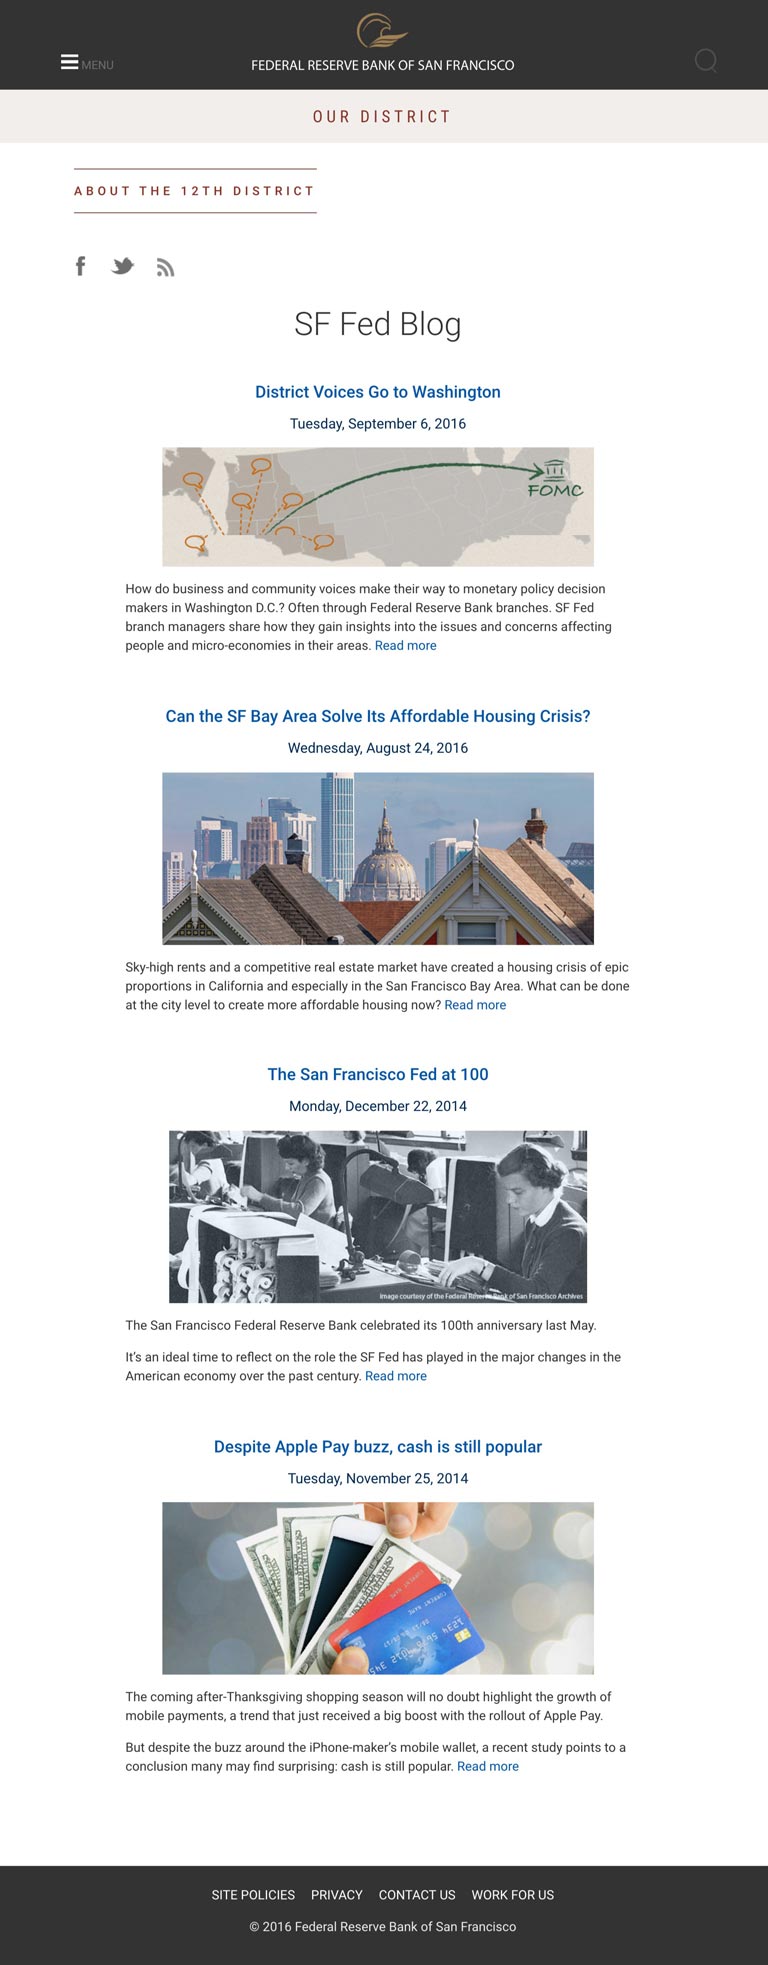 MENU
FEDERAL RESERVE BANK OF SAN FRANCISCO
OUR DISTRICT
ABOUT THE 12TH DISTRICT
SF Fed Blog
District Voices Go to Washington
Tuesday, September 6, 2016
FOMC
How do business and community voices make their way to monetary policy decision
makers in Washington D.C.? Often through Federal Reserve Bank branches. SF Fed
branch managers share how they gain insights into the issues and concerns affecting
people and micro-economies in their areas. Read more
Can the SF Bay Area Solve Its Affordable Housing Crisis?
Wednesday, August 24, 2016
Sky-high rents and a competitive real estate market have created a housing crisis of epic
proportions in California and especially in the San Francisco Bay Area. What can be done
at the city level to create more affordable housing now? Read more
The San Francisco Fed at 100
Monday, December 22, 2014
Image courtesy of the Federal Reserve Bank of San Francisco Archives
The San Francisco Federal Reserve Bank celebrated its 100th anniversary last May.
It's an ideal time to reflect on the role the SF Fed has played in the major changes in the
American economy over the past century. Read more
Despite Apple Pay buzz, cash is still popular
Tuesday, November 25, 2014
The coming after-Thanksgiving shopping season will no doubt highlight the growth of
mobile payments, a trend that just received a big boost with the rollout of Apple Pay.
But despite the buzz around the iPhone-maker's mobile wallet, a recent study points to a
conclusion many may find surprising: cash is still popular. Read more
SITE POLICIES PRIVACY CONTACT US WORK FOR US
© 2016 Federal Reserve Bank of San Francisco